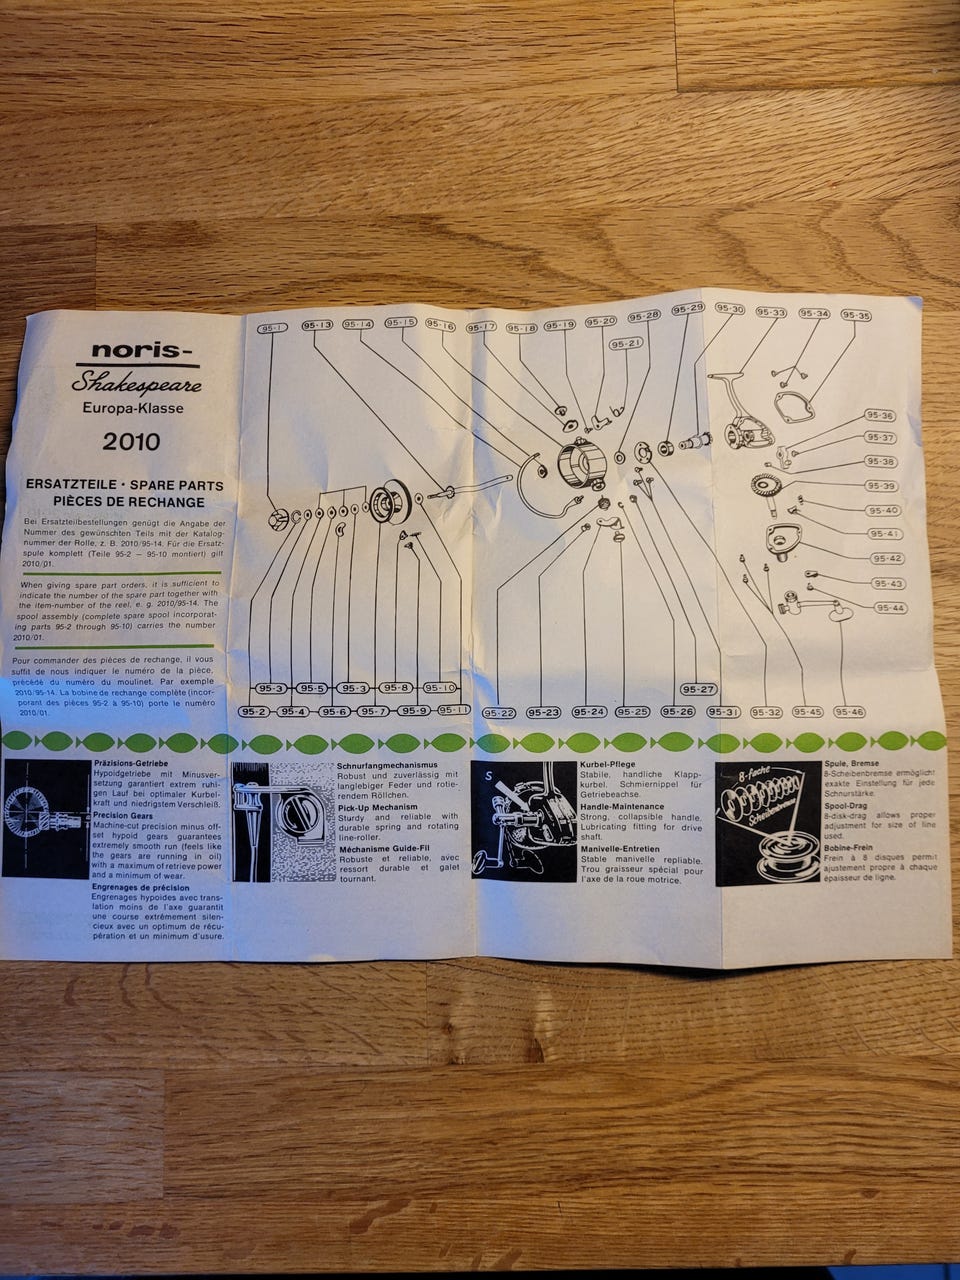 noris-
Shakespeare
Europa-Klasse
2010
ERSATZTEILE · SPARE PARTS
PIÈCES DE RECHANGE
Bei Ersatzteilbestellungen genügt die Angabe der
Nummer des gewünschten Teils mit der Katalog-
nummer der Rolle, z. B. 2010/95-14. Für die Ersatz-
spule komplett (Teile 95-2 — 95-10 montiert) gilt
2010/01.
When giving spare part orders, it is sufficient to
indicate the number of the spare part together with
the item-number of the reel, e. g. 2010/95-14. The
spool assembly (complete spare spool incorporat-
ing parts 95-2 through 95-10) carries the number
2010/01.
Pour commander des pièces de rechange, il vous
suffit de nous indiquer le numéro de la pièce,
précédé du numéro du moulinet. Par exemple
2010/95-14. La bobine de rechange complète (incor-
porant des pièces 95-2 à 95-10) porte le numéro
2010/01.
95-1 95-13 95-14 95-15 95-16 95-17 95-18 95-19 95-20 95-28 95-29 95-30 95-33 95-34 95-35
95-21
95-36
95-37
95-38
95-39
95-40
95-41
95-42
95-43
95-44
95-3 95-5 95-3 95-8 95-10 95-27
95-2 95-4 95-6 95-7 95-9 95-11 95-22 95-23 95-24 95-25 95-26 95-31 95-32 95-45 95-46
Präzisions-Getriebe
Hypoidgetriebe mit Minusver-
setzung garantiert extrem ruhi-
gen Lauf bei optimaler Kurbel-
kraft und niedrigstem Verschleiß.
Precision Gears
Machine-cut precision minus off-
set hypoid gears guarantees
extremely smooth run (feels like
the gears are running in oil)
with a maximum of retrieve power
and a minimum of wear.
Engrenages de précision
Engrenages hypoides avec trans-
lation moins de l'axe guarantit
une course extrêmement silen-
cieux avec un optimum de récu-
pération et un minimum d'usure.
Schnurfangmechanismus
Robust und zuverlässig mit
langlebiger Feder und rotie-
rendem Röllchen.
Pick-Up Mechanism
Sturdy and reliable with
durable spring and rotating
line-roller.
Méchanisme Guide-Fil
Robuste et reliable, avec
ressort durable et galet
tournant.
S
Kurbel-Pflege
Stabile, handliche Klapp-
kurbel. Schmiernippel für
Getriebeachse.
Handle-Maintenance
Strong, collapsible handle.
Lubricating fitting for drive
shaft.
Manivelle-Entretien
Stable manivelle repliable.
Trou graisseur spécial pour
l'axe de la roue motrice.
8-fache
Scheibenbremse
Spule, Bremse
8-Scheibenbremse ermöglicht
exakte Einstellung für jede
Schnurstärke.
Spool-Drag
8-disk-drag allows proper
adjustment for size of line
used.
Bobine-Frein
Frein à 8 disques permit
ajustement propre à chaque
épaisseur de ligne.